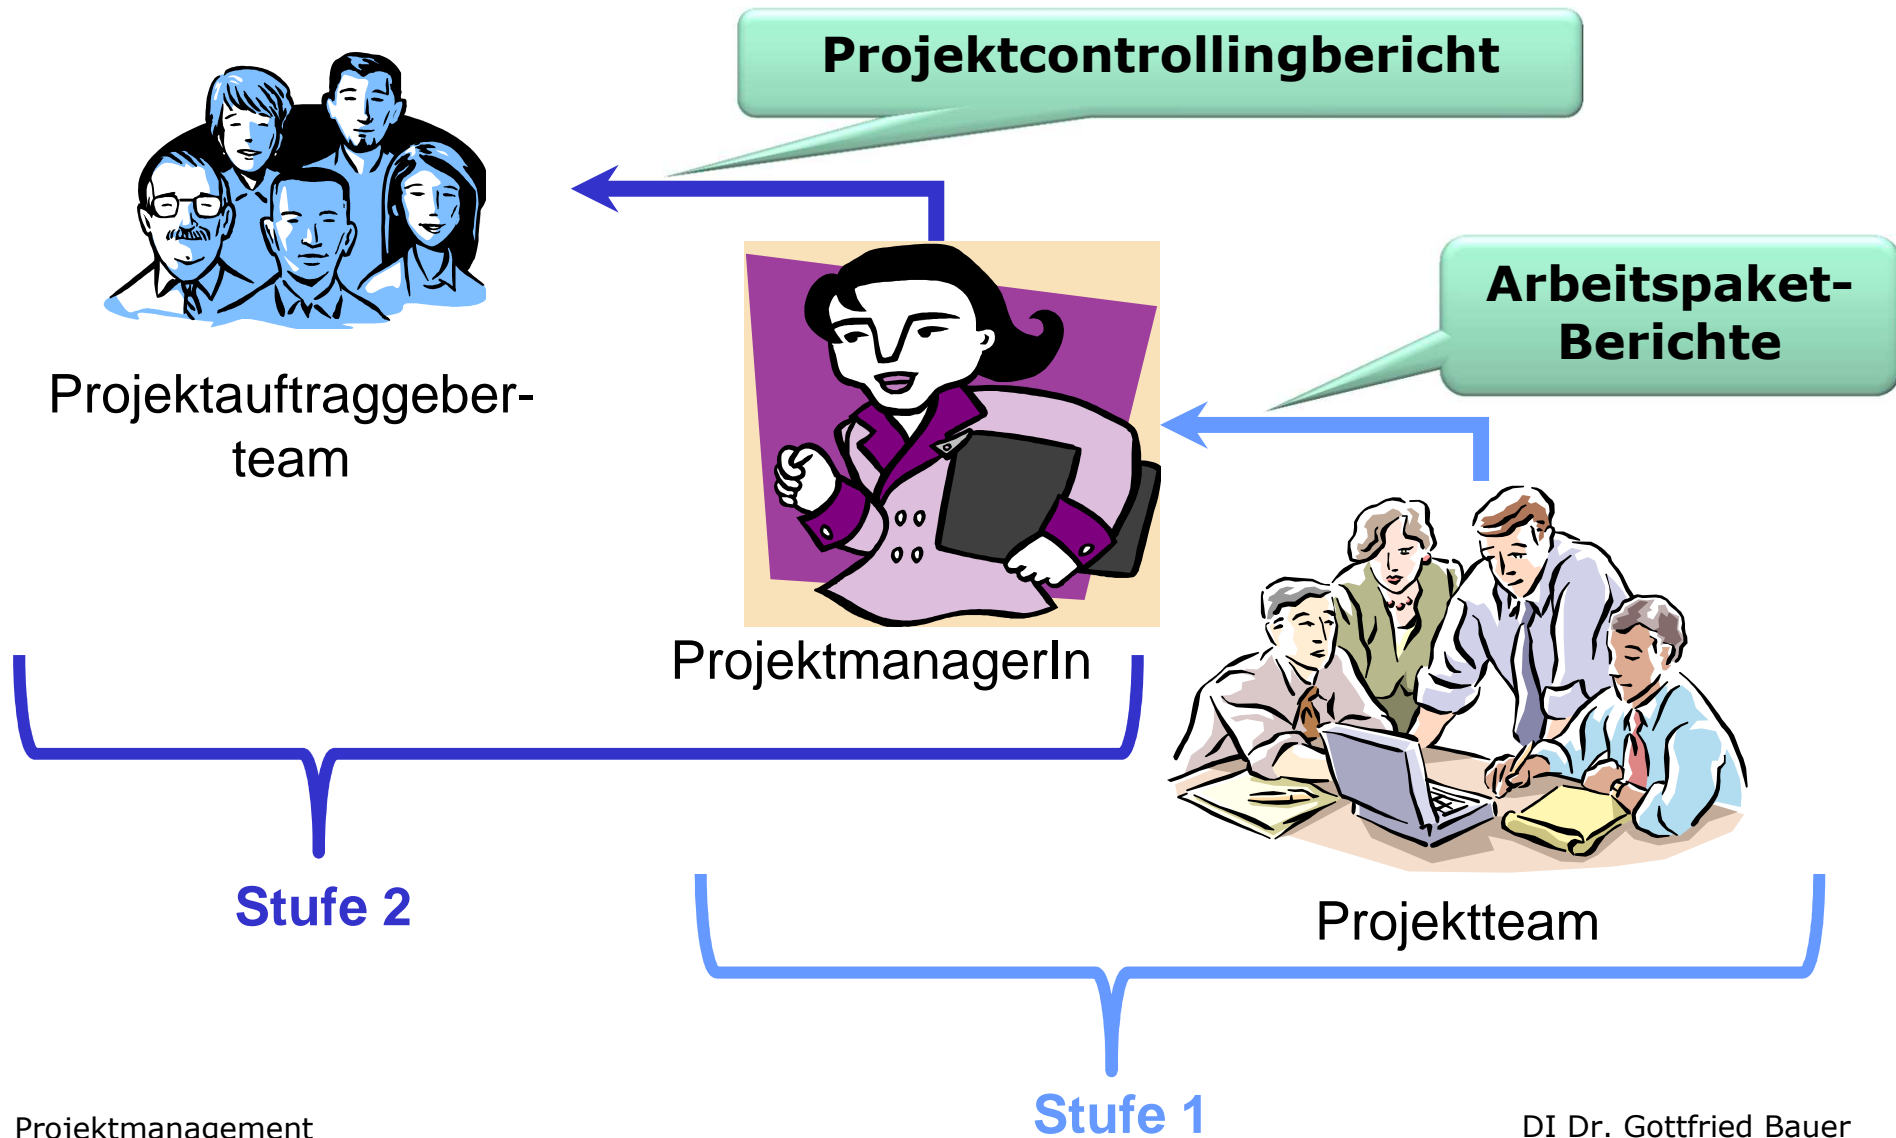 Projektcontrollingbericht
Arbeitspaket-
Berichte
Projektauftraggeber-
team
ProjektmanagerIn
Projektteam
Stufe 2
Stufe 1
Projektmanagement
DI Dr. Gottfried Bauer